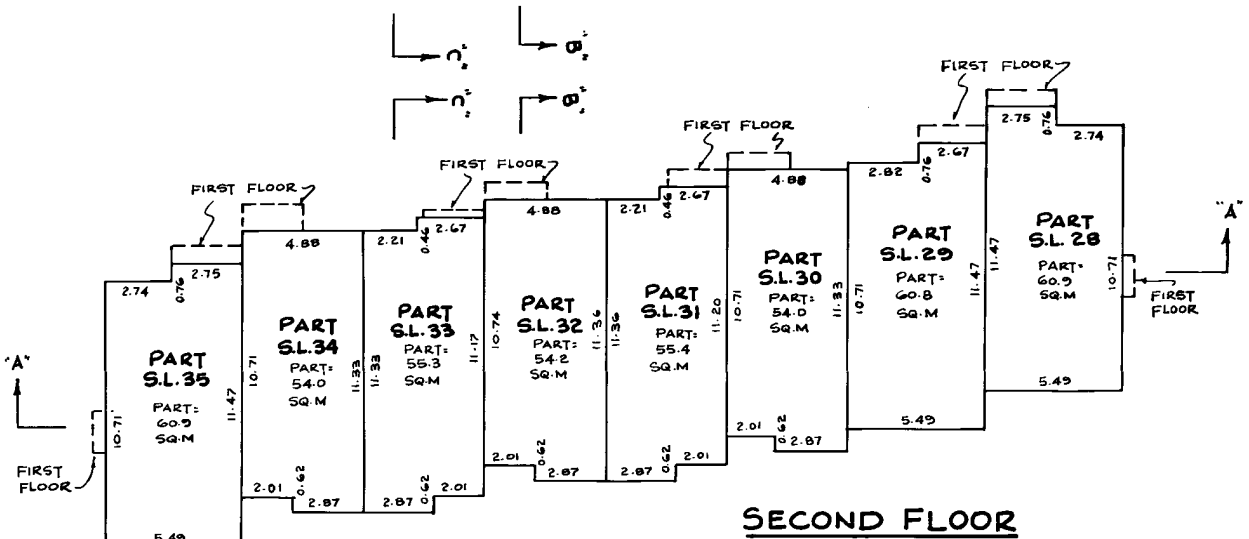 "C"
"B"
"C"
"B"
FIRST FLOOR
2.75
0.76
2.74
FIRST FLOOR
4.88
2.67
0.76
2.82
"A"
FIRST FLOOR
4.88
2.67
0.46
2.21
FIRST FLOOR
4.88
2.67
0.46
2.21
FIRST FLOOR
2.75
0.76
2.74
PART
S.L. 28
PART=
60.9
SQ.M
11.47
10.71
5.49
FIRST
FLOOR
PART
S.L. 29
PART=
60.8
SQ.M
10.71
11.47
5.49
PART
S.L.30
PART=
54.0
SQ.M
10.71
11.33
2.01
0.62
2.87
PART
S.L.31
PART=
55.4
SQ.M
11.36
11.20
2.87
0.62
2.01
PART
S.L.32
PART=
54.2
SQ.M
10.74
11.36
2.01
0.62
2.87
PART
S.L.33
PART=
55.3
SQ.M
11.33
11.17
2.87
0.62
2.01
PART
S.L.34
PART=
54.0
SQ.M
10.71
11.33
2.01
0.62
2.87
PART
S.L.35
PART=
60.9
SQ.M
10.71
11.47
5.49
"A"
FIRST
FLOOR
SECOND FLOOR